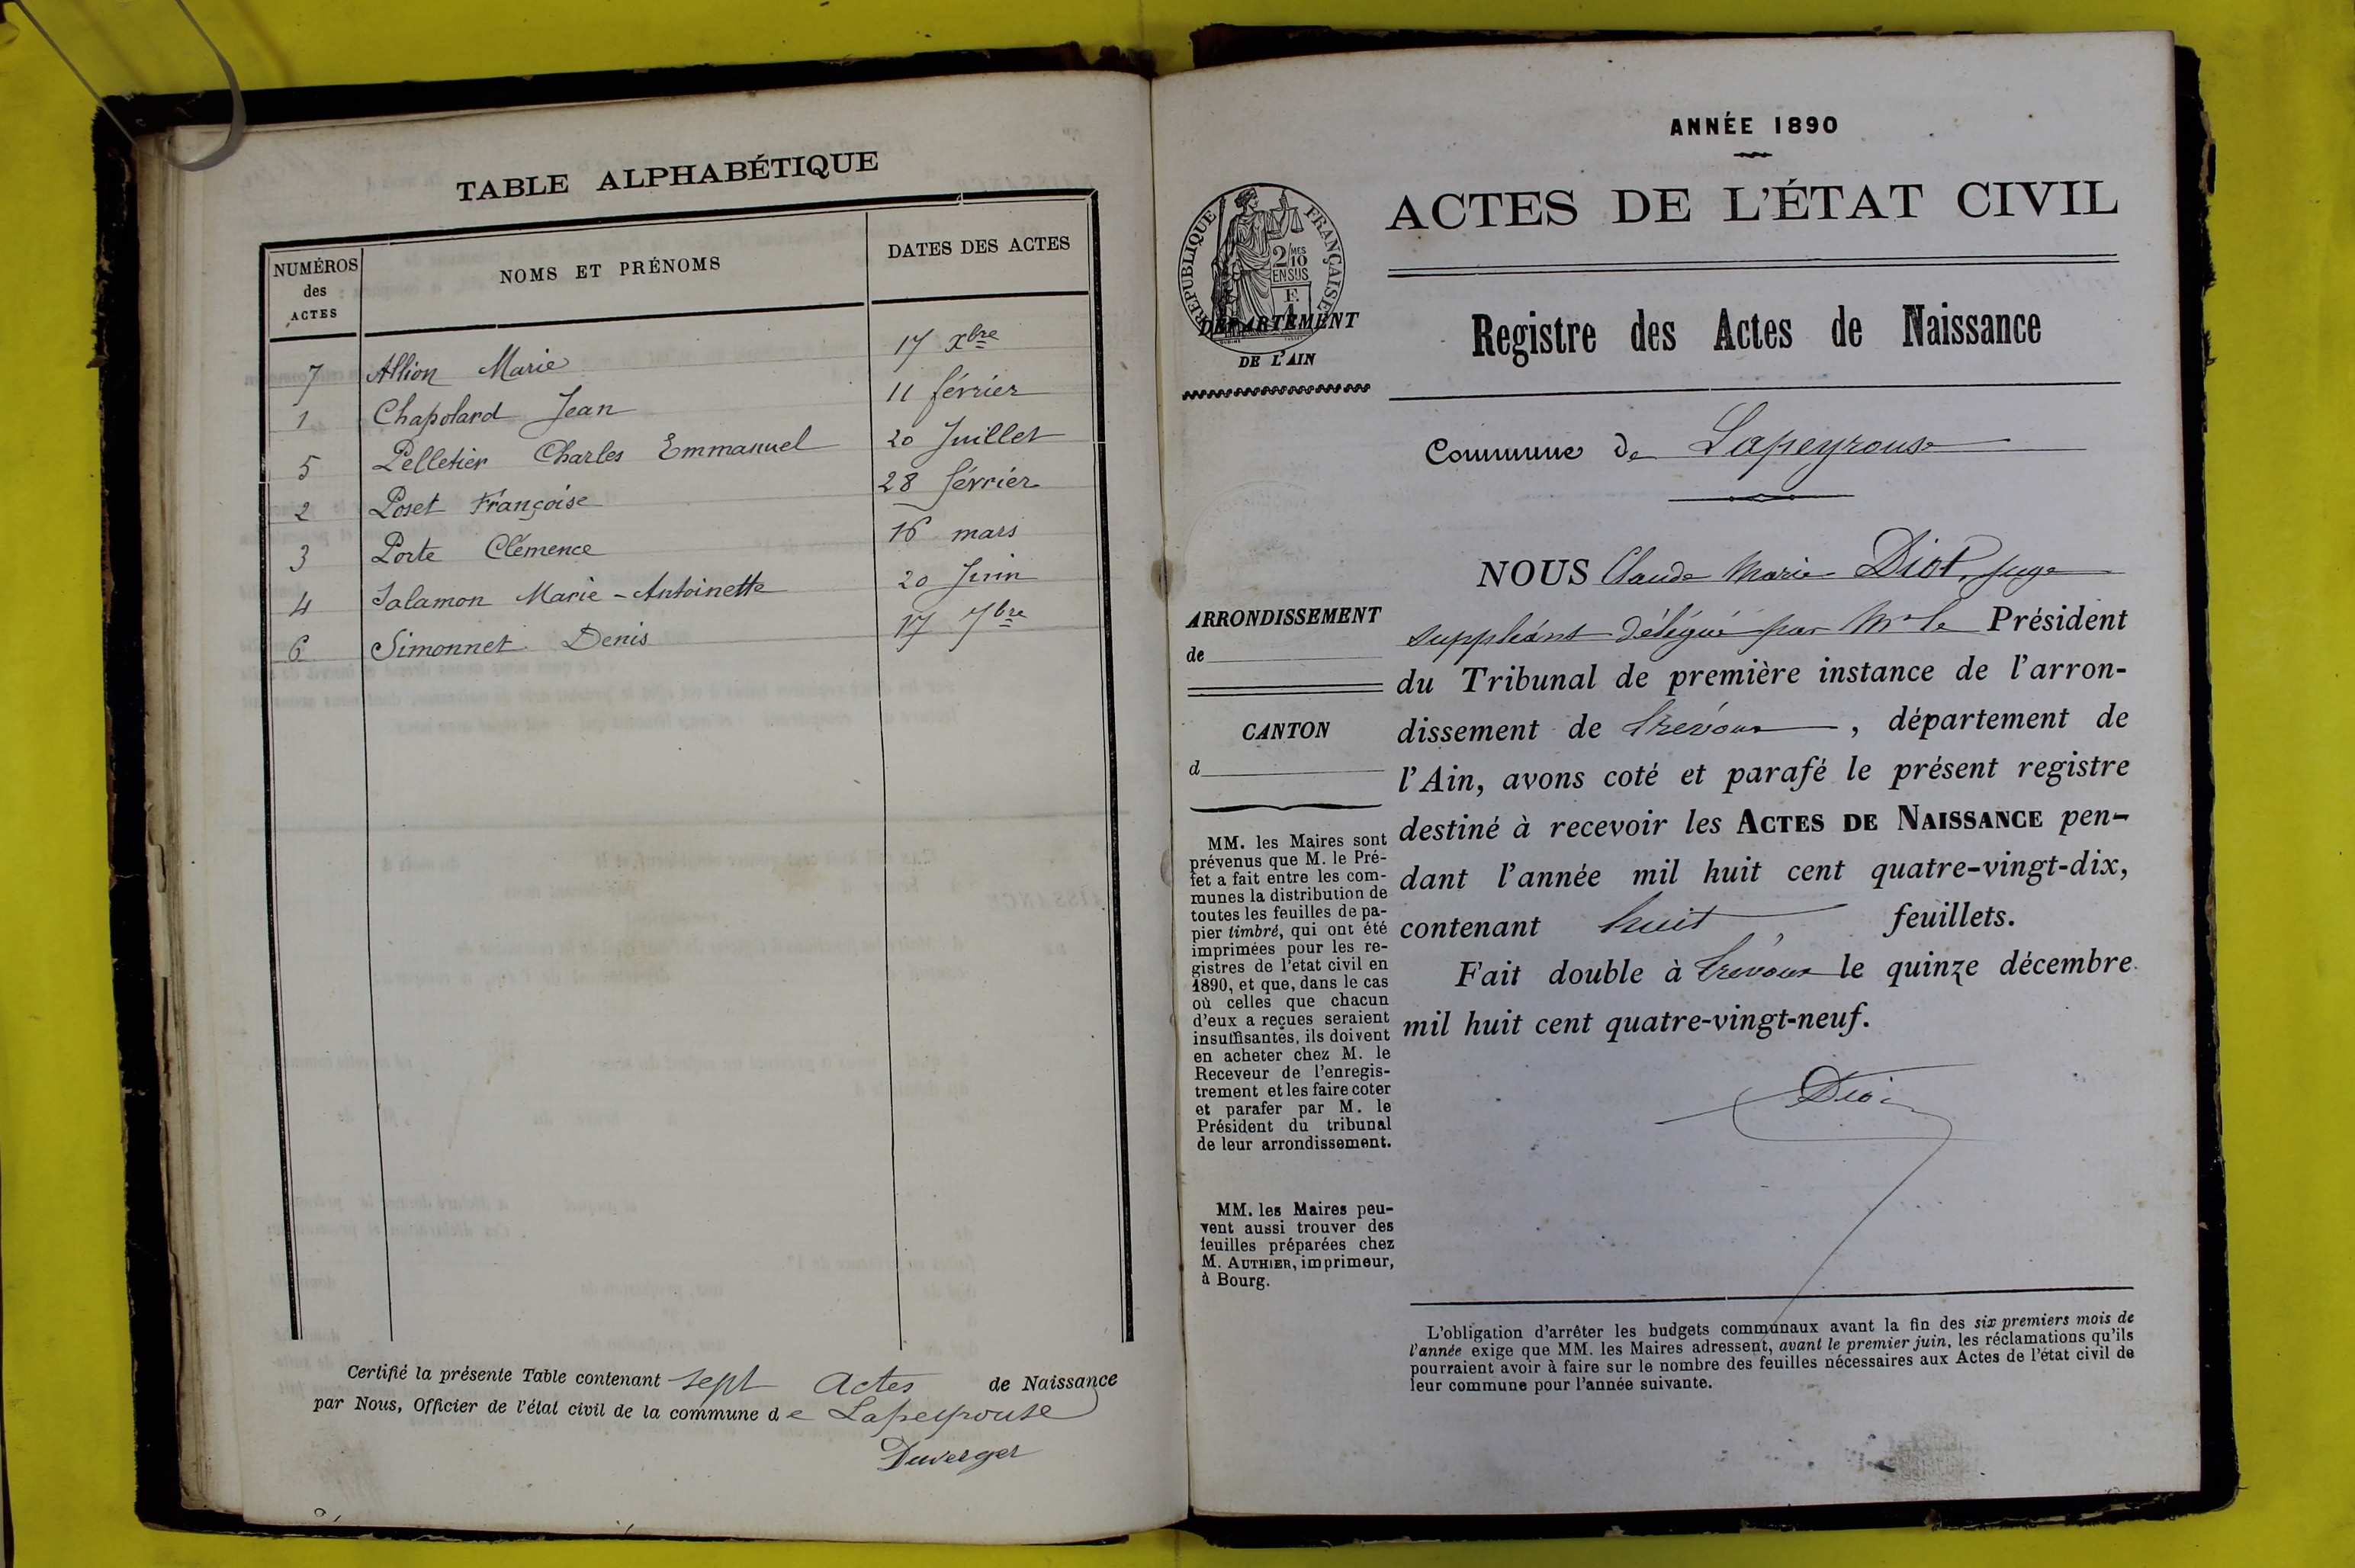 TABLE ALPHABÉTIQUE
NUMÉROS des ACTES NOMS ET PRÉNOMS DATES DES ACTES
7 Allion Marie 17 Xbre
1 Chapolard Jean 11 février
5 Pelletier Charles Emmanuel 20 Juillet
2 Poset Françoise 28 février
3 Porte Clémence 16 mars
4 Salamon Marie-Antoinette 20 Juin
6 Simonnet Denis 17 7bre
Certifié la présente Table contenant sept Actes de Naissance
par Nous, Officier de l'état civil de la commune de Lapeyrouse
Duverger
ANNÉE 1890
ACTES DE L'ÉTAT CIVIL
RÉPUBLIQUE FRANÇAISE
2/10 MES
EN SUS
F.
1
DÉPARTEMENT
DE L'AIN
Registre des Actes de Naissance
Commune de Lapeyrouse
NOUS Claude Marie Diot, juge
suppléant délégué par Mr le Président
du Tribunal de première instance de l'arron-
dissement de Trévoux, département de
l'Ain, avons coté et parafé le présent registre
destiné à recevoir les ACTES DE NAISSANCE pen-
dant l'année mil huit cent quatre-vingt-dix,
contenant huit feuillets.
Fait double à Trévoux le quinze décembre
mil huit cent quatre-vingt-neuf.
Diot
ARRONDISSEMENT
de
CANTON
d
MM. les Maires sont
prévenus que M. le Pré-
fet a fait entre les com-
munes la distribution de
toutes les feuilles de pa-
pier timbré, qui ont été
imprimées pour les re-
gistres de l'etat civil en
1890, et que, dans le cas
où celles que chacun
d'eux a reçues seraient
insuffisantes, ils doivent
en acheter chez M. le
Receveur de l'enregis-
trement et les faire coter
et parafer par M. le
Président du tribunal
de leur arrondissement.
MM. les Maires peu-
vent aussi trouver des
feuilles préparées chez
M. AUTHIER, imprimeur,
à Bourg.
L'obligation d'arrêter les budgets communaux avant la fin des six premiers mois de
l'année exige que MM. les Maires adressent, avant le premier juin, les réclamations qu'ils
pourraient avoir à faire sur le nombre des feuilles nécessaires aux Actes de l'état civil de
leur commune pour l'année suivante.